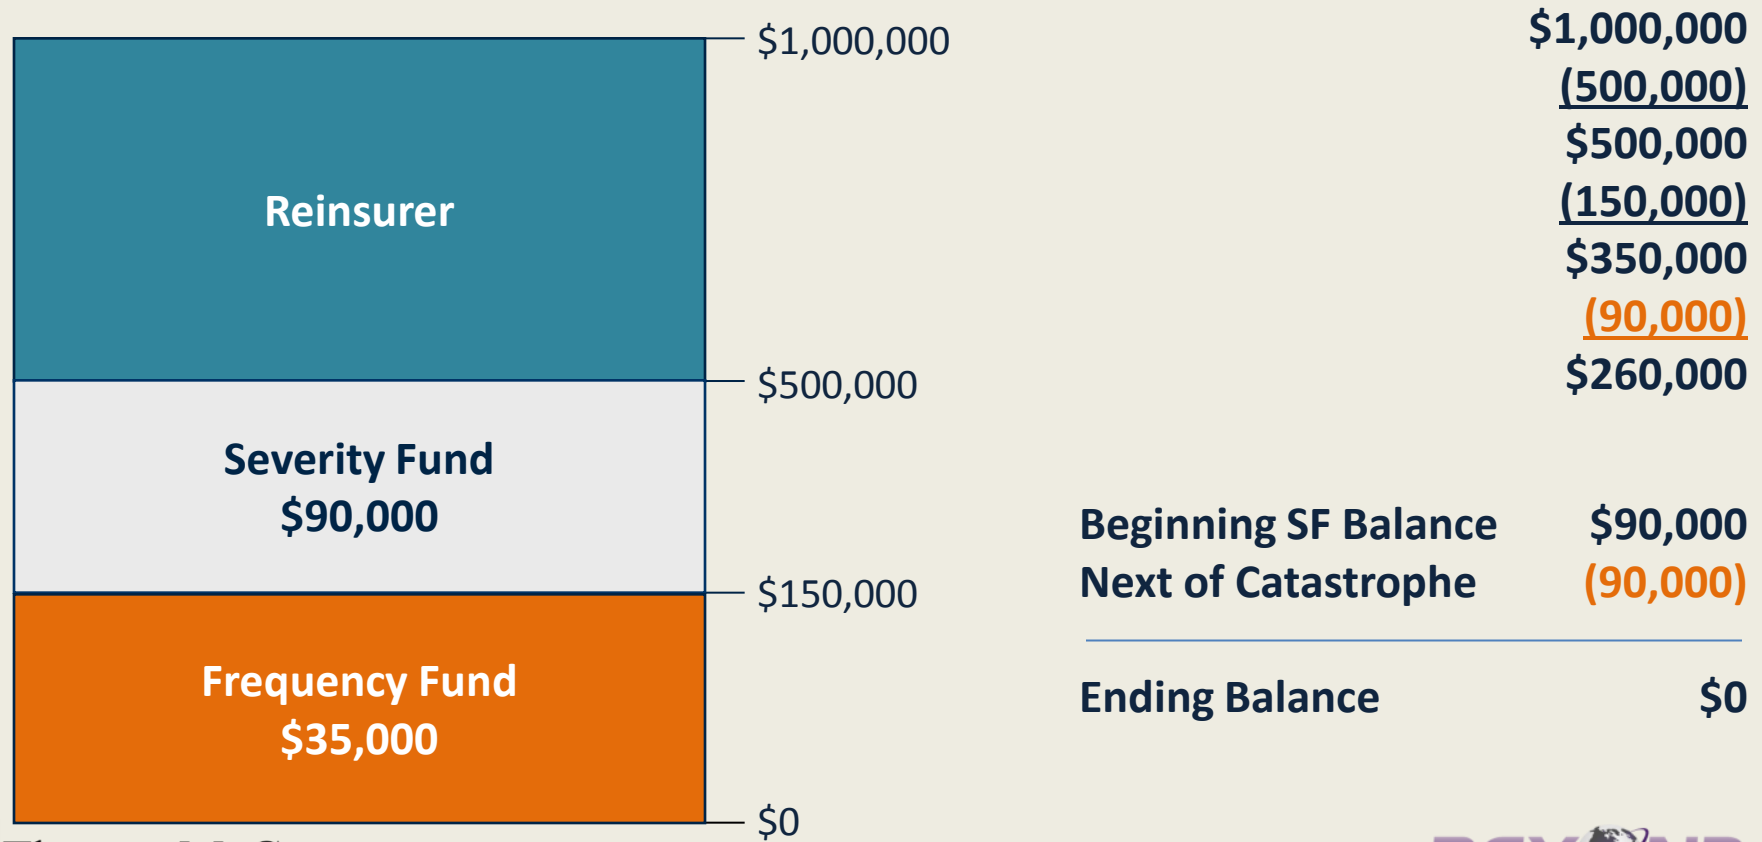 $1,000,000
Reinsurer
$500,000
Severity Fund
$90,000
$150,000
Frequency Fund
$35,000
$0
$1,000,000
(500,000)
$500,000
(150,000)
$350,000
(90,000)
$260,000
Beginning SF Balance $90,000
Next of Catastrophe (90,000)
Ending Balance $0